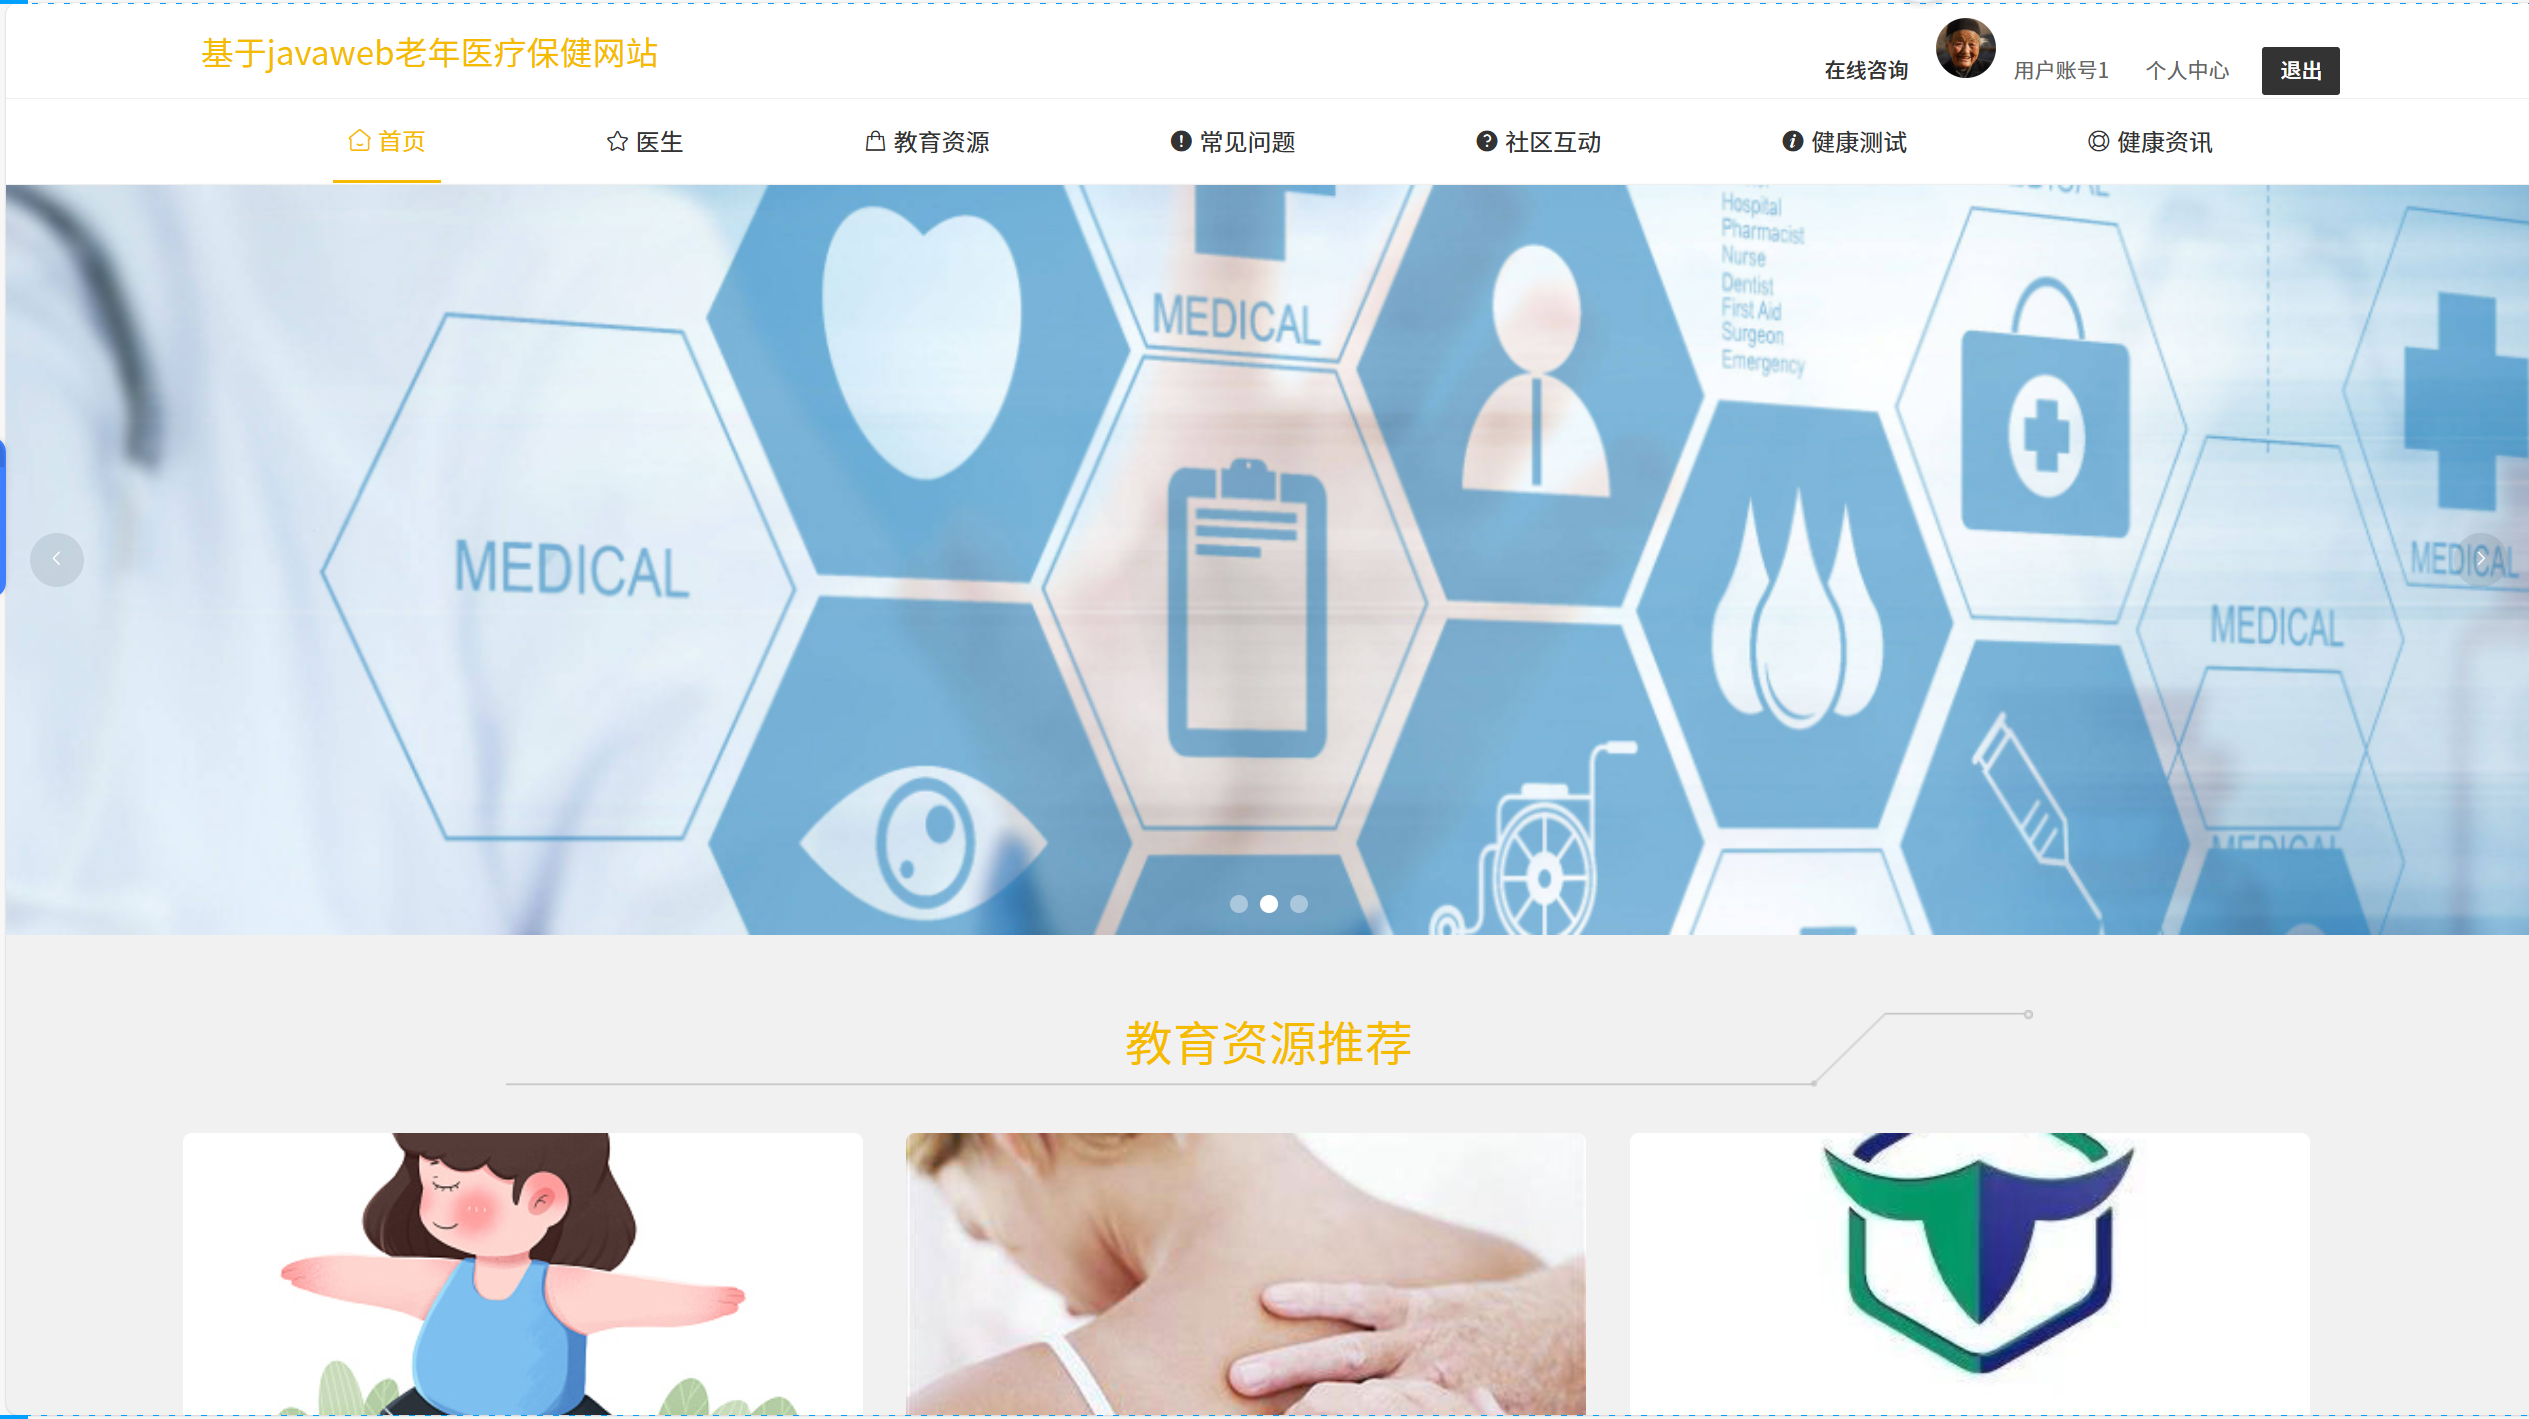 基于javaweb老年医疗保健网站
在线咨询
用户账号1
个人中心
退出
首页
医生
教育资源
常见问题
社区互动
健康测试
健康资讯
Hospital
Pharmacist
Nurse
Dentist
First Aid
Surgeon
Emergency
MEDICAL
MEDICAL
MEDICAL
MEDICAL
MEDICAL
教育资源推荐